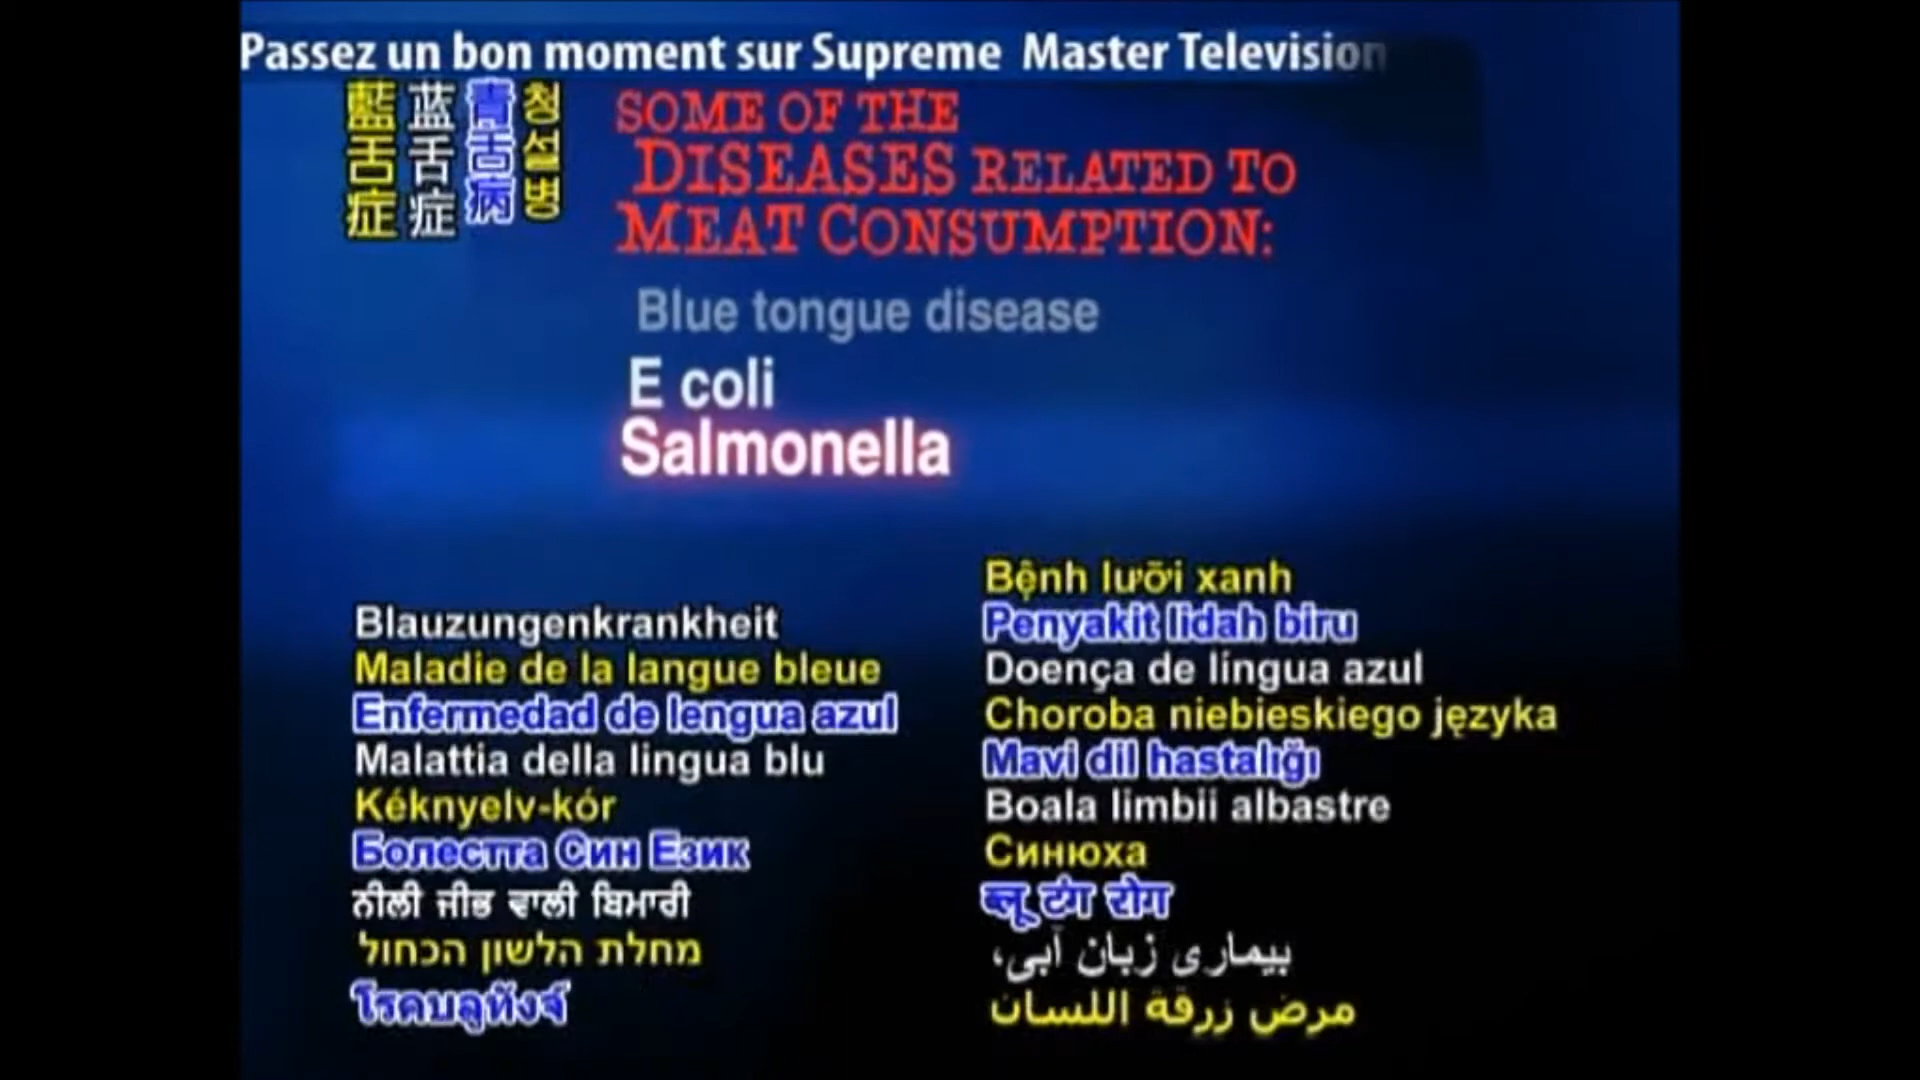 Passez un bon moment sur Supreme Master Television
藍舌症
蓝舌症
青舌病
청설병
SOME OF THE
DISEASES RELATED TO
MEAT CONSUMPTION:
Blue tongue disease
E coli
Salmonella
Blauzungenkrankheit
Maladie de la langue bleue
Enfermedad de lengua azul
Malattia della lingua blu
Kéknyelv-kór
Болестта Син Език
ਨੀਲੀ ਜੀਭ ਵਾਲੀ ਬਿਮਾਰੀ
מחלת הלשון הכחול
โรคบลูทังจ์
Bệnh lưỡi xanh
Penyakit lidah biru
Doença de língua azul
Choroba niebieskiego języka
Mavi dil hastalığı
Boala limbii albastre
Синюха
ब्लू टंग रोग
بیماری زبان آبی،
مرض زرقة اللسان